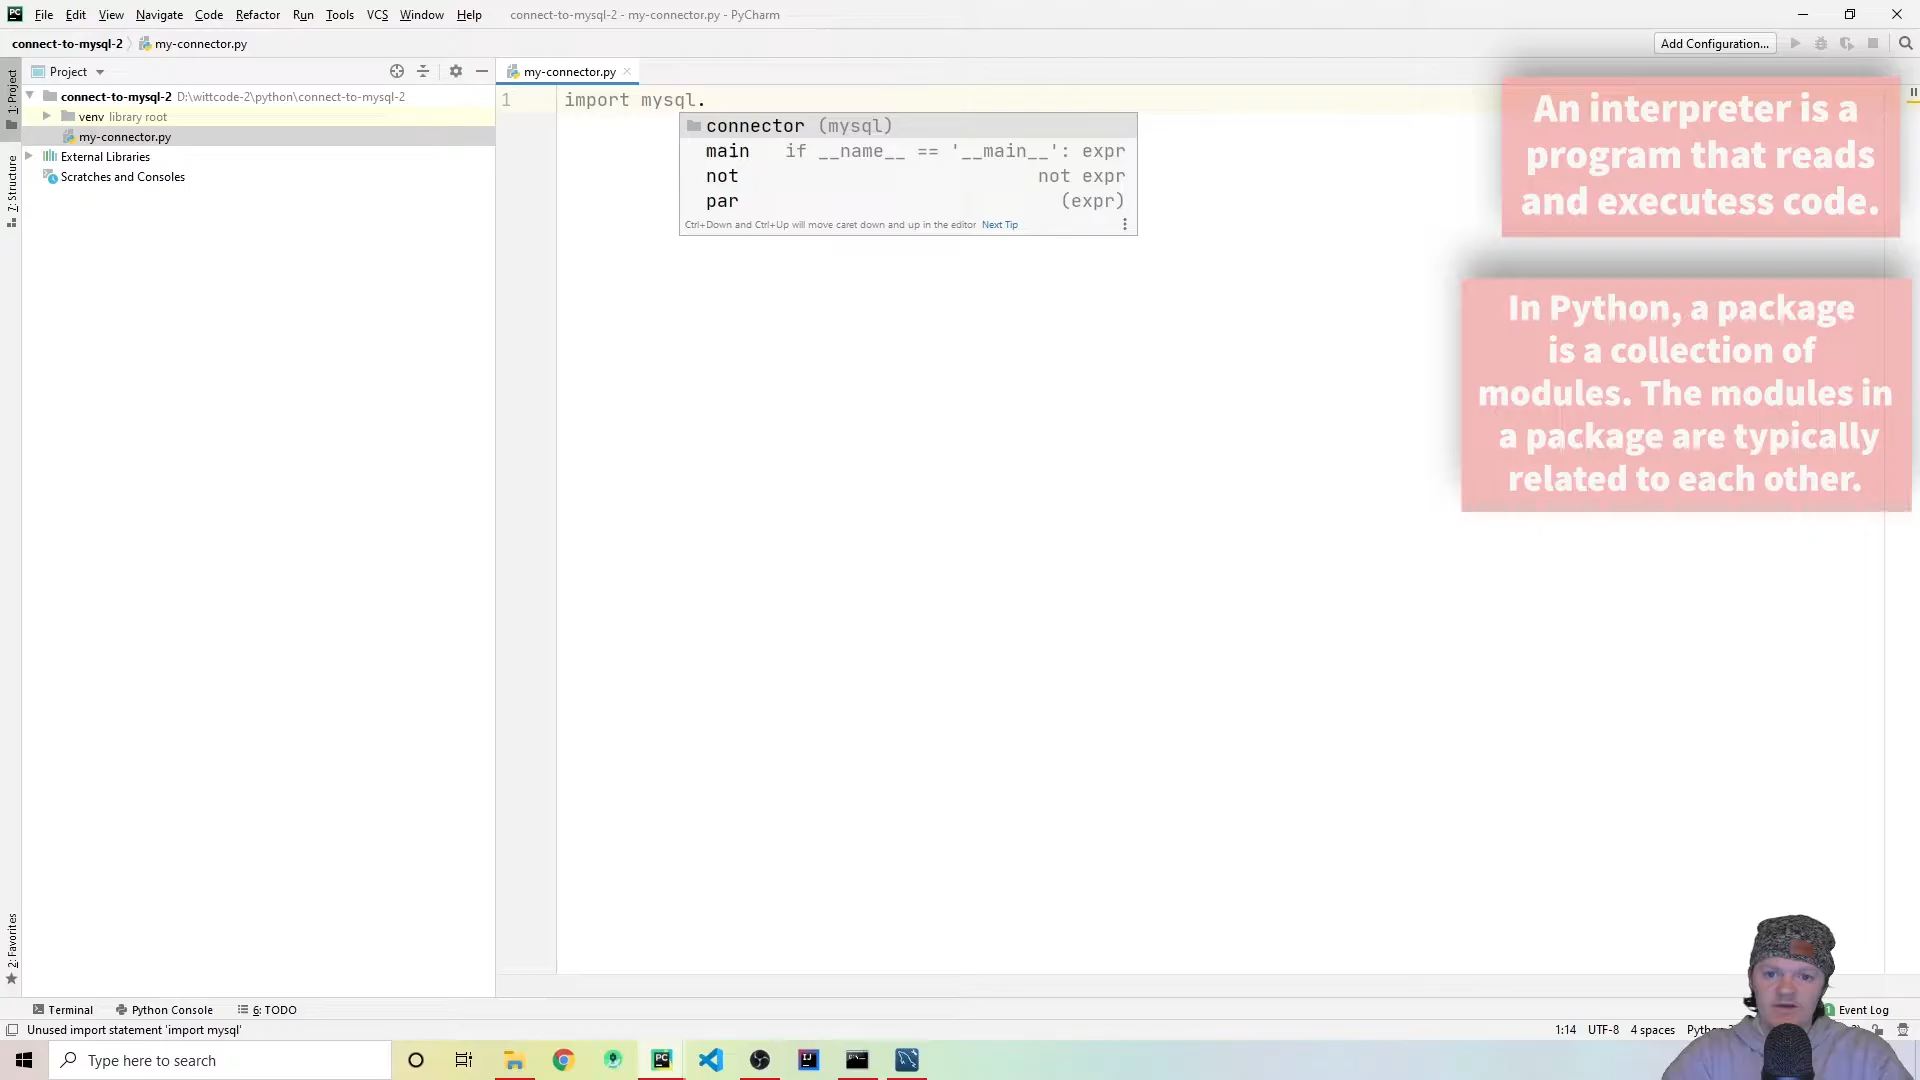 PC File Edit View Navigate Code Refactor Run Tools VCS Window Help connect-to-mysql-2 - my-connector.py - PyCharm
connect-to-mysql-2 my-connector.py Add Configuration...
Project
my-connector.py
1: Project
connect-to-mysql-2 D:\wittcode-2\python\connect-to-mysql-2
venv library root
my-connector.py
External Libraries
Scratches and Consoles
7: Structure
2: Favorites
1 import mysql.
connector (mysql)
main if __name__ == '__main__': expr
not not expr
par (expr)
Ctrl+Down and Ctrl+Up will move caret down and up in the editor Next Tip
An interpreter is a
program that reads
and executess code.
In Python, a package
is a collection of
modules. The modules in
a package are typically
related to each other.
Terminal Python Console 6: TODO Event Log
Unused import statement 'import mysql' 1:14 UTF-8 4 spaces
Type here to search